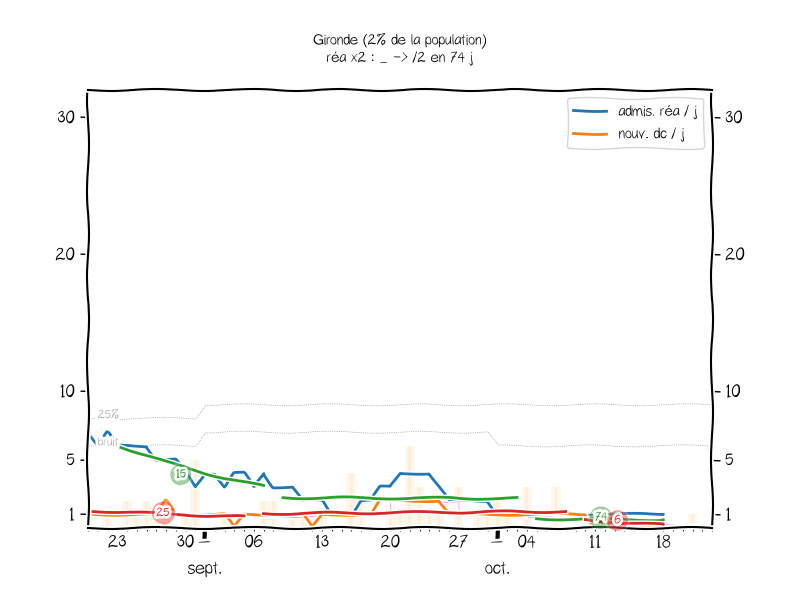 Gironde (2% de la population)
réa x2 : _ -> /2 en 74 j
admis. réa / j
nouv. dc / j
30
20
10
5
1
30
20
10
5
1
25%
bruit
15
25
74
6
23 30 06 13 20 27 04 11 18
sept. oct.